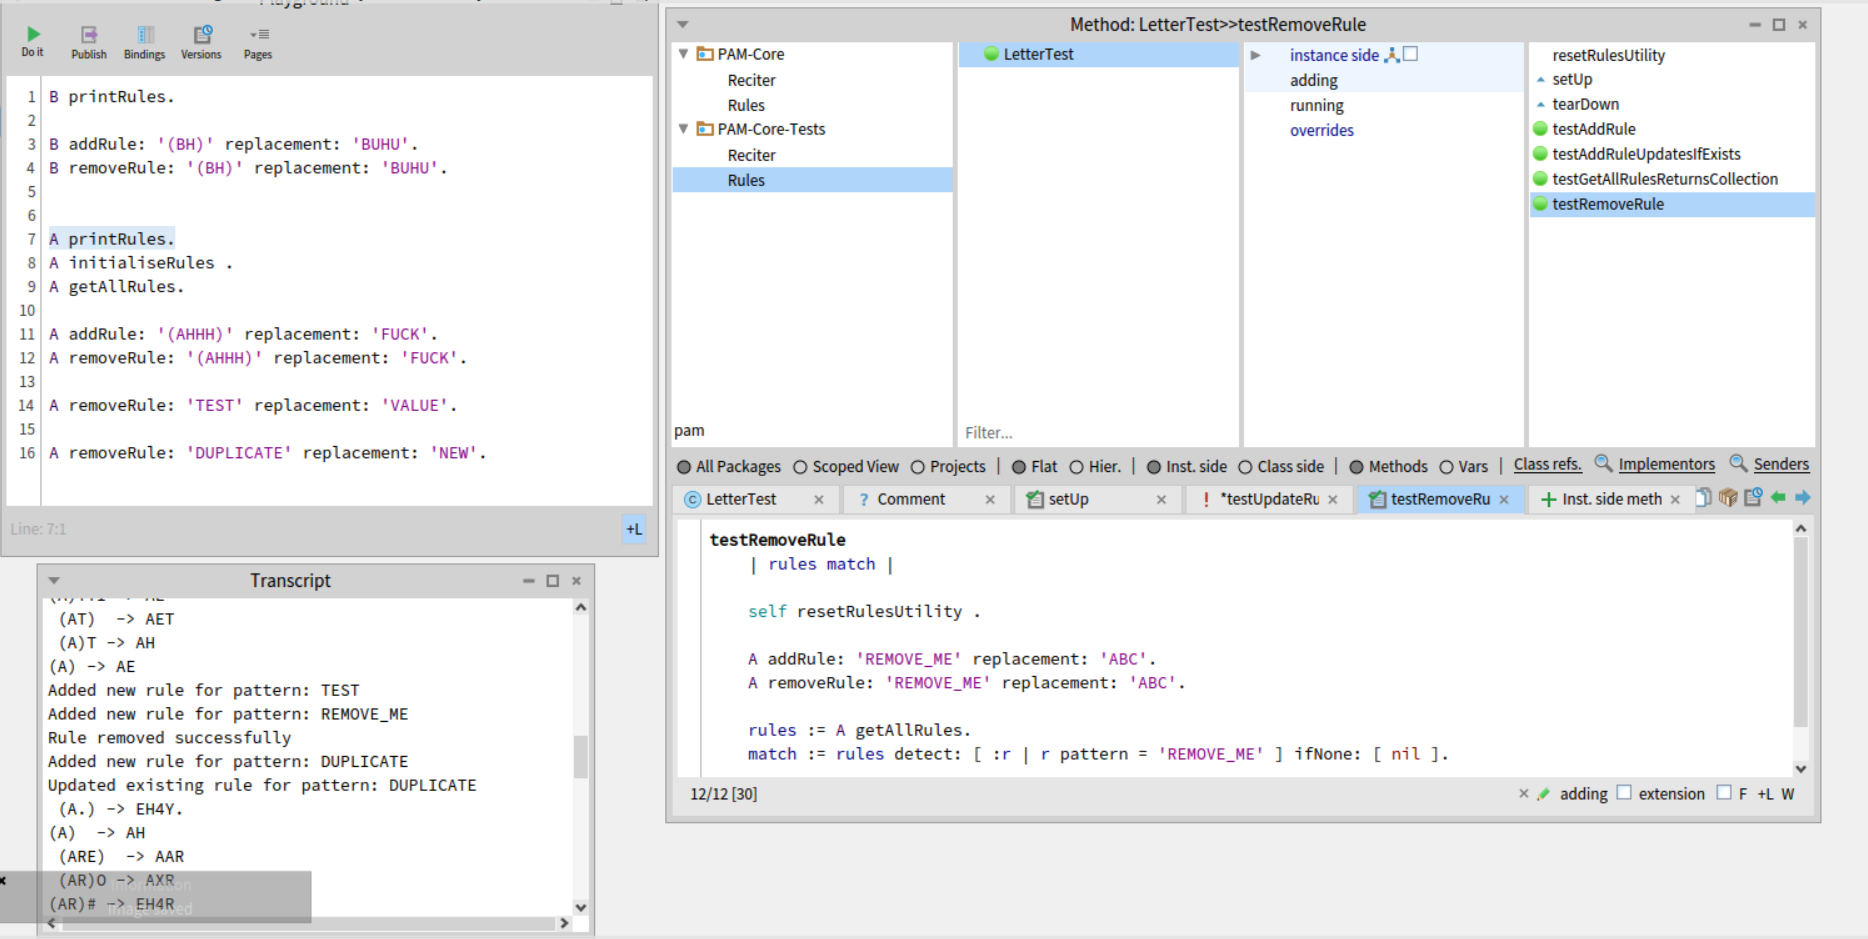 Playground
Do it
Publish
Bindings
Versions
Pages
1 B printRules.
2
3 B addRule: '(BH)' replacement: 'BUHU'.
4 B removeRule: '(BH)' replacement: 'BUHU'.
5
6
7 A printRules.
8 A initialiseRules .
9 A getAllRules.
10
11 A addRule: '(AHHH)' replacement: 'FUCK'.
12 A removeRule: '(AHHH)' replacement: 'FUCK'.
13
14 A removeRule: 'TEST' replacement: 'VALUE'.
15
16 A removeRule: 'DUPLICATE' replacement: 'NEW'.
Line: 7:1
+L
Transcript
(AT)  -> AET
(A)T -> AH
(A) -> AE
Added new rule for pattern: TEST
Added new rule for pattern: REMOVE_ME
Rule removed successfully
Added new rule for pattern: DUPLICATE
Updated existing rule for pattern: DUPLICATE
(A.) -> EH4Y.
(A)  -> AH
(ARE)  -> AAR
(AR)O -> AXR
(AR)# -> EH4R
Information
Image saved
Method: LetterTest>>testRemoveRule
PAM-Core
Reciter
Rules
PAM-Core-Tests
Reciter
Rules
pam
LetterTest
Filter...
instance side
adding
running
overrides
resetRulesUtility
setUp
tearDown
testAddRule
testAddRuleUpdatesIfExists
testGetAllRulesReturnsCollection
testRemoveRule
All Packages Scoped View Projects | Flat Hier. | Inst. side Class side | Methods Vars | Class refs. Implementors Senders
LetterTest
? Comment
setUp
! *testUpdateRu
testRemoveRu
Inst. side meth
testRemoveRule
| rules match |
self resetRulesUtility .
A addRule: 'REMOVE_ME' replacement: 'ABC'.
A removeRule: 'REMOVE_ME' replacement: 'ABC'.
rules := A getAllRules.
match := rules detect: [ :r | r pattern = 'REMOVE_ME' ] ifNone: [ nil ].
12/12 [30]
adding extension F +L W